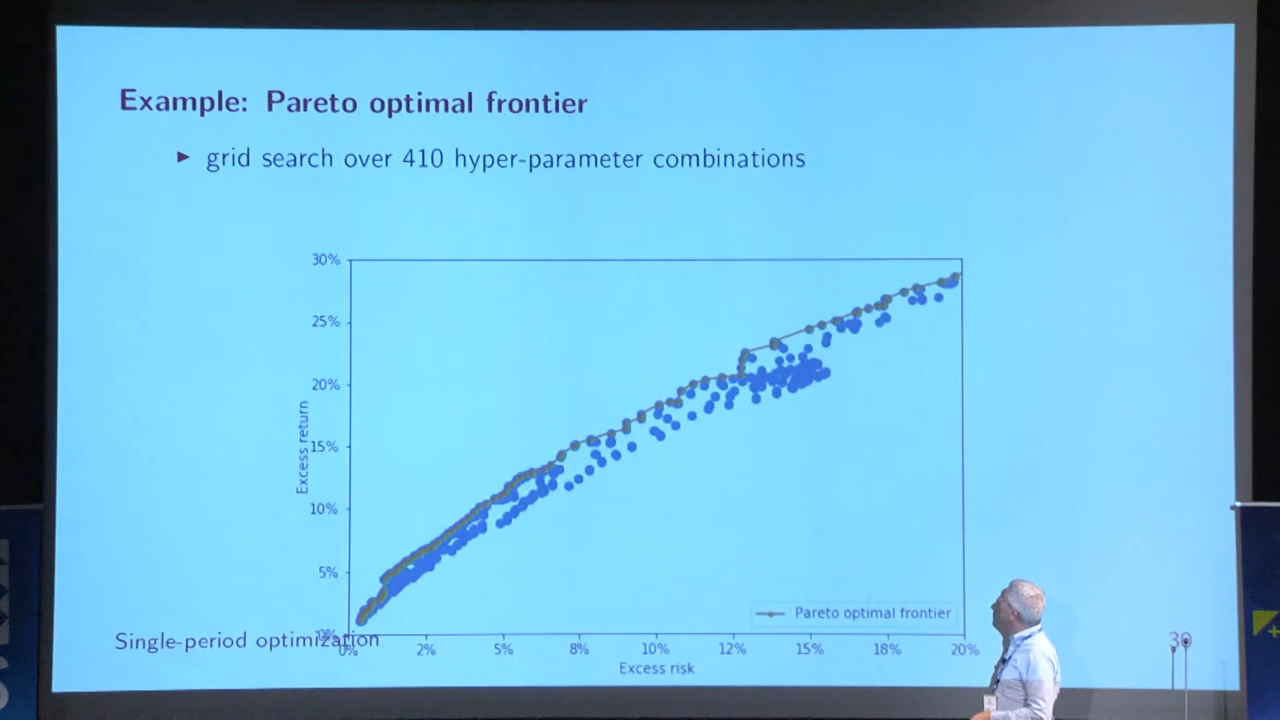 Example: Pareto optimal frontier
grid search over 410 hyper-parameter combinations
30%
25%
20%
15%
10%
5%
0%
Excess return
Pareto optimal frontier
0%
2%
5%
8%
10%
12%
15%
18%
20%
Excess risk
Single-period optimization
30